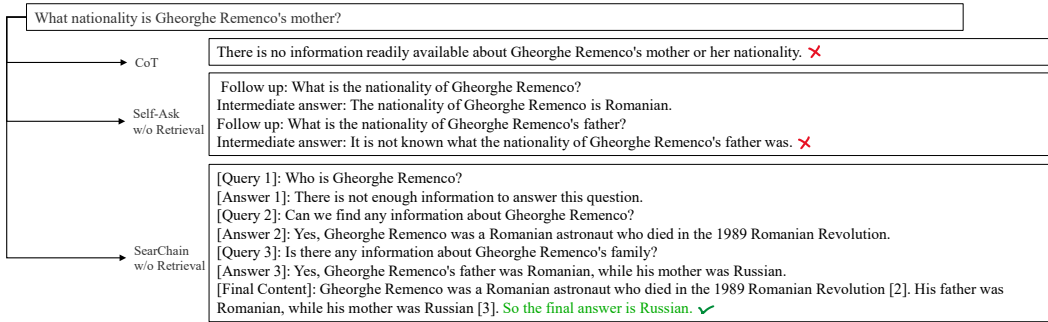 What nationality is Gheorghe Remenco's mother?
CoT
There is no information readily available about Gheorghe Remenco's mother or her nationality.
Self-Ask
w/o Retrieval
Follow up: What is the nationality of Gheorghe Remenco?
Intermediate answer: The nationality of Gheorghe Remenco is Romanian.
Follow up: What is the nationality of Gheorghe Remenco's father?
Intermediate answer: It is not known what the nationality of Gheorghe Remenco's father was.
SearChain
w/o Retrieval
[Query 1]: Who is Gheorghe Remenco?
[Answer 1]: There is not enough information to answer this question.
[Query 2]: Can we find any information about Gheorghe Remenco?
[Answer 2]: Yes, Gheorghe Remenco was a Romanian astronaut who died in the 1989 Romanian Revolution.
[Query 3]: Is there any information about Gheorghe Remenco's family?
[Answer 3]: Yes, Gheorghe Remenco's father was Romanian, while his mother was Russian.
[Final Content]: Gheorghe Remenco was a Romanian astronaut who died in the 1989 Romanian Revolution [2]. His father was
Romanian, while his mother was Russian [3]. So the final answer is Russian.